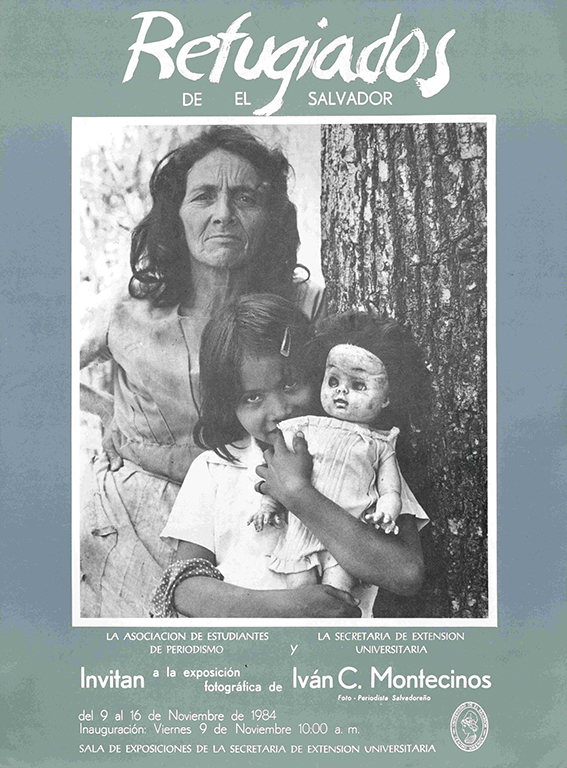 Refugiados
DE EL SALVADOR
LA ASOCIACION DE ESTUDIANTES
DE PERIODISMO
y
LA SECRETARIA DE EXTENSION
UNIVERSITARIA
Invitan a la exposición
fotográfica de Iván C. Montecinos
Foto - Periodista Salvadoreño
del 9 al 16 de Noviembre de 1984
Inauguración: Viernes 9 de Noviembre 10:00 a. m.
SALA DE EXPOSICIONES DE LA SECRETARIA DE EXTENSION UNIVERSITARIA